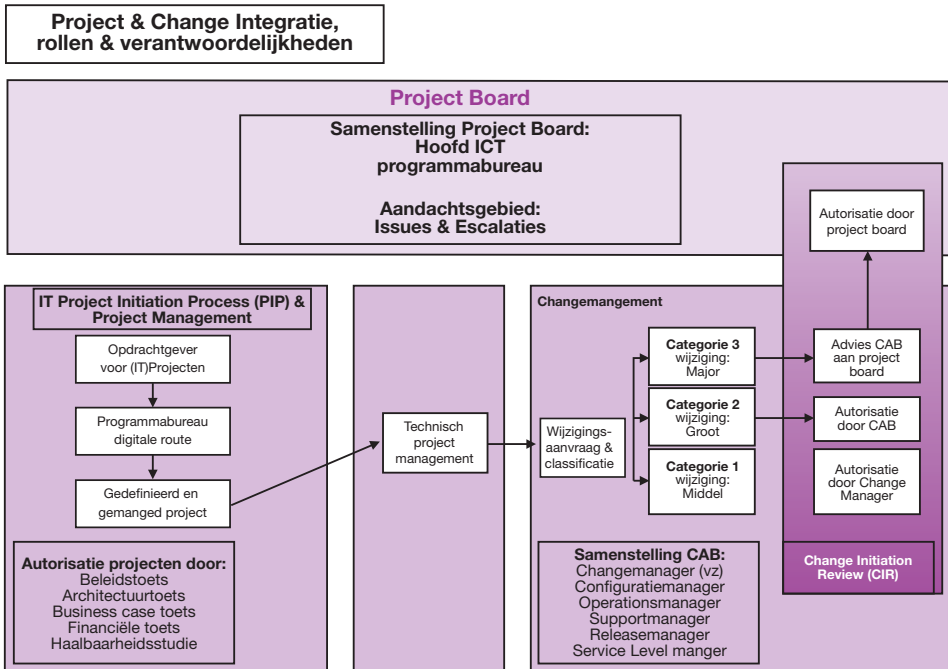 Project & Change Integratie,
rollen & verantwoordelijkheden
Project Board
Samenstelling Project Board:
Hoofd ICT
programmabureau
Aandachtsgebied:
Issues & Escalaties
Autorisatie door
project board
IT Project Initiation Process (PIP) &
Project Management
Opdrachtgever
voor (IT)Projecten
Programmabureau
digitale route
Gedefinieerd en
gemanged project
Autorisatie projecten door:
Beleidstoets
Architectuurtoets
Business case toets
Financiële toets
Haalbaarheidsstudie
Technisch
project
management
Changemangement
Wijzigings-
aanvraag &
classificatie
Categorie 3
wijziging:
Major
Categorie 2
wijziging:
Groot
Categorie 1
wijziging:
Middel
Advies CAB
aan project
board
Autorisatie
door CAB
Autorisatie
door Change
Manager
Samenstelling CAB:
Changemanager (vz)
Configuratiemanager
Operationsmanager
Supportmanager
Releasemanager
Service Level manger
Change Initiation
Review (CIR)